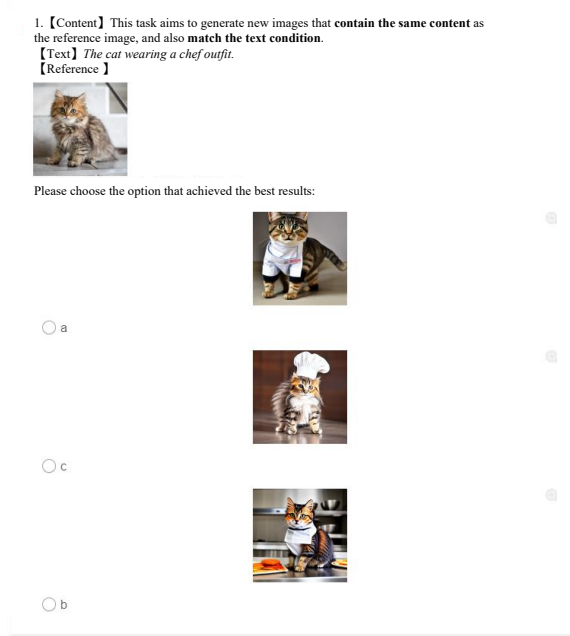 1.【Content】This task aims to generate new images that contain the same content as
the reference image, and also match the text condition.
【Text】The cat wearing a chef outfit.
【Reference 】
Please choose the option that achieved the best results:
a
c
b